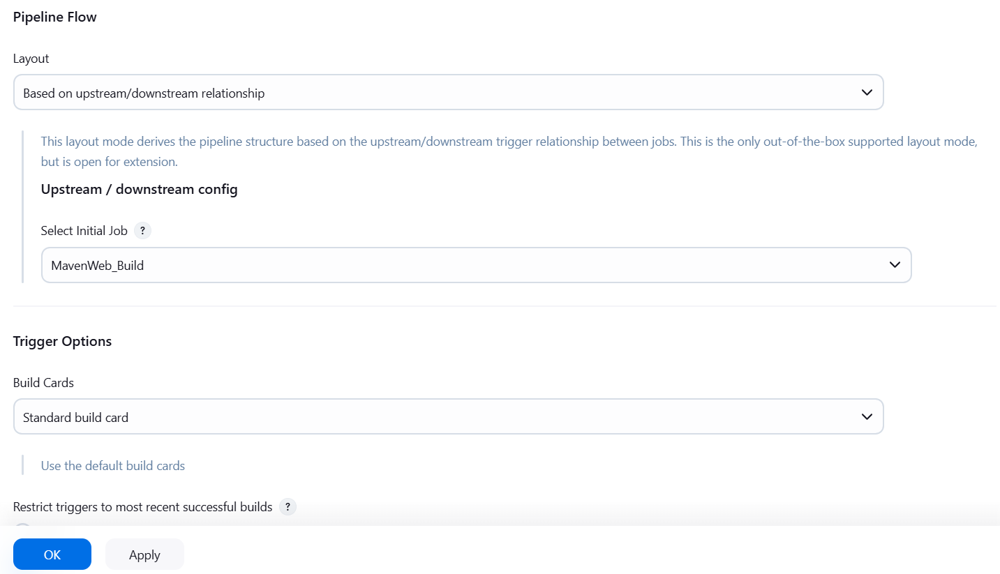 Pipeline Flow
Layout
Based on upstream/downstream relationship
This layout mode derives the pipeline structure based on the upstream/downstream trigger relationship between jobs. This is the only out-of-the-box supported layout mode,
but is open for extension.
Upstream / downstream config
Select Initial Job ?
MavenWeb_Build
Trigger Options
Build Cards
Standard build card
Use the default build cards
Restrict triggers to most recent successful builds ?
OK Apply